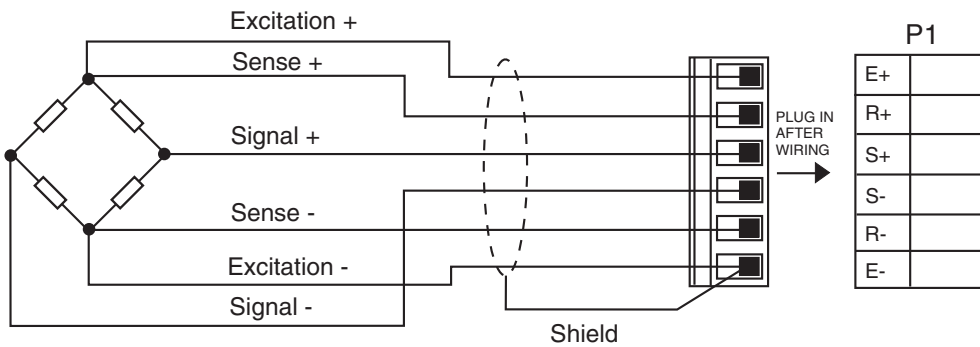 Excitation +
Sense +
Signal +
Sense -
Excitation -
Signal -
Shield
PLUG IN
AFTER
WIRING
P1
E+
R+
S+
S-
R-
E-